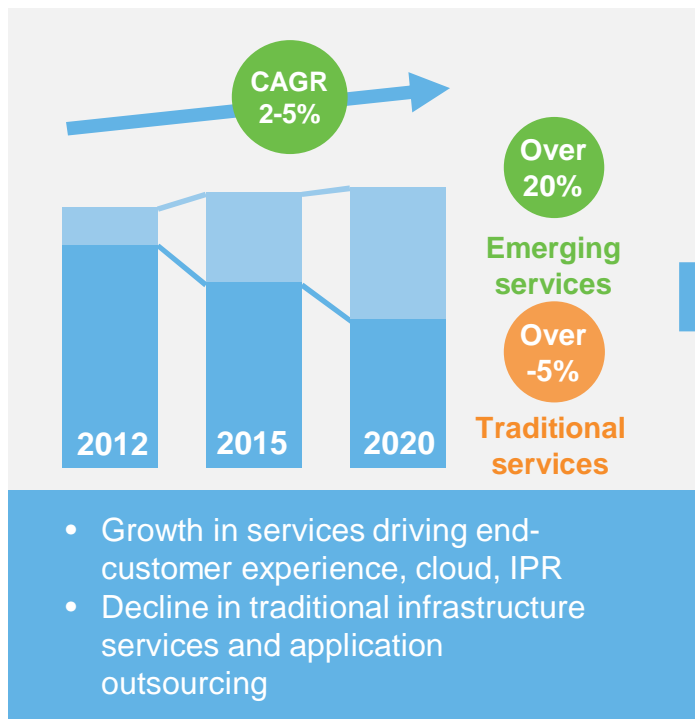 CAGR
2-5%
Over
20%
Emerging
services
Over
-5%
Traditional
services
2012
2015
2020
• Growth in services driving end-
customer experience, cloud, IPR
• Decline in traditional infrastructure
services and application
outsourcing